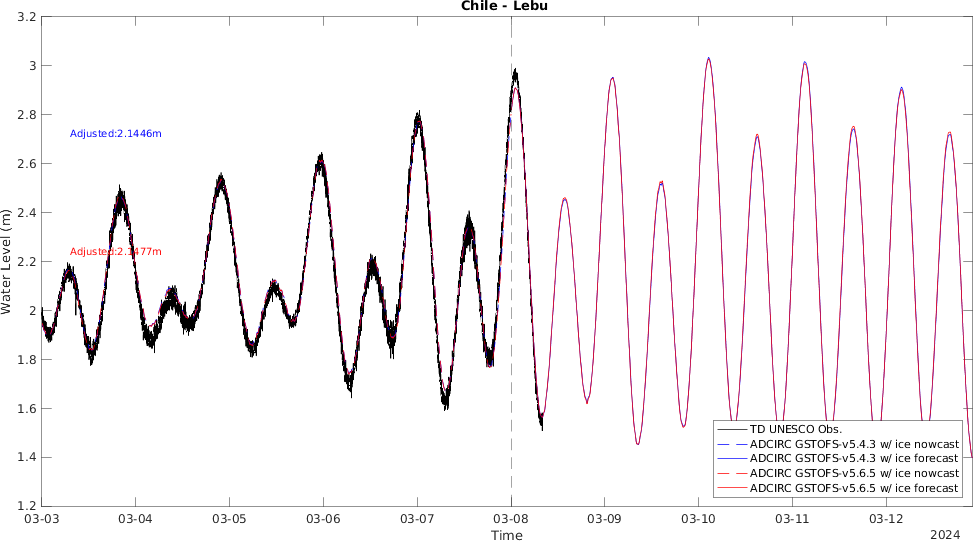 Chile - Lebu
3.2
3
2.8
2.6
2.4
2.2
2
1.8
1.6
1.4
1.2
Water Level (m)
Adjusted:2.1446m
Adjusted:2.1477m
TD UNESCO Obs.
ADCIRC GSTOFS-v5.4.3 w/ ice nowcast
ADCIRC GSTOFS-v5.4.3 w/ ice forecast
ADCIRC GSTOFS-v5.6.5 w/ ice nowcast
ADCIRC GSTOFS-v5.6.5 w/ ice forecast
03-03 03-04 03-05 03-06 03-07 03-08 03-09 03-10 03-11 03-12
Time
2024